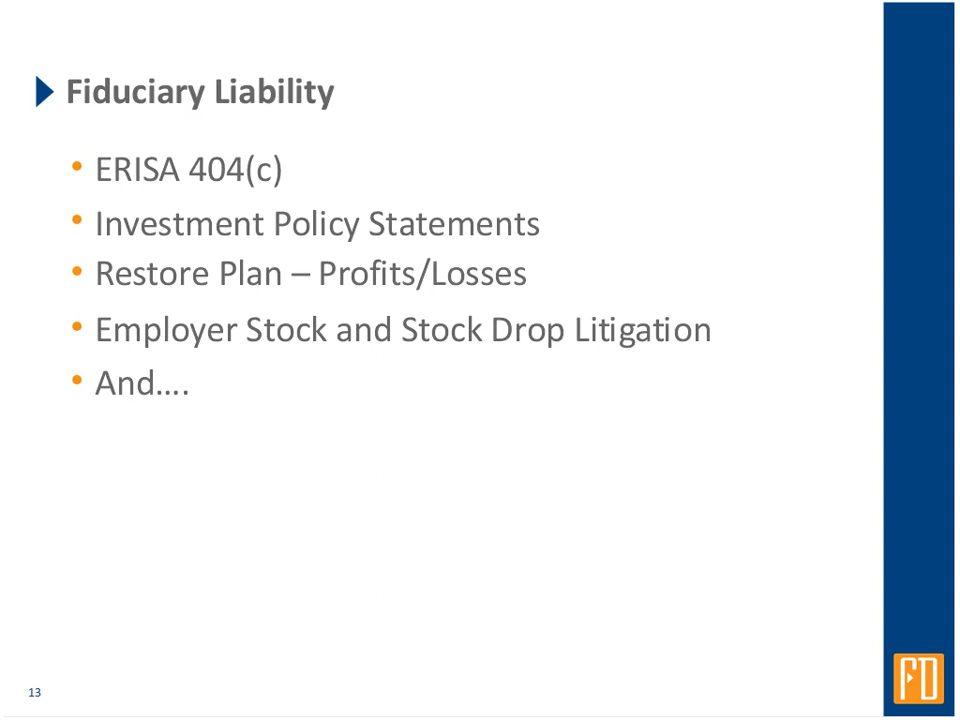 Fiduciary Liability
• ERISA 404(c)
• Investment Policy Statements
• Restore Plan – Profits/Losses
• Employer Stock and Stock Drop Litigation
• And….
13
FD